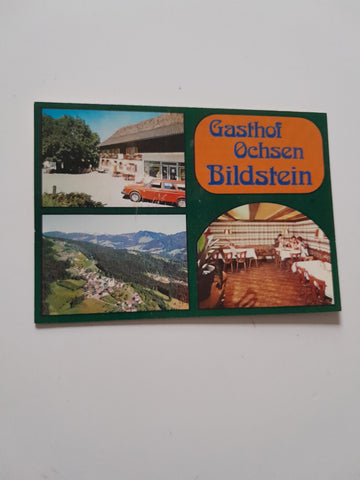 Gasthof
Ochsen
Bildstein